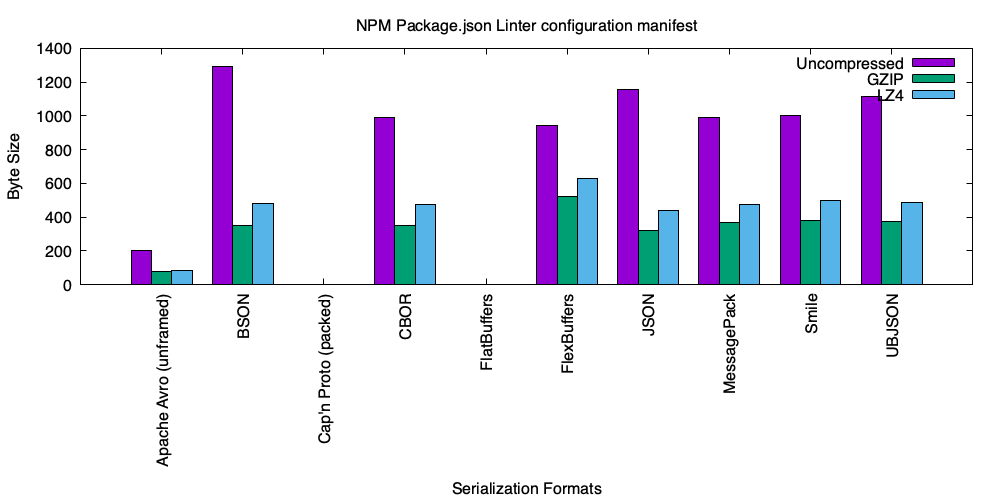 NPM Package.json Linter configuration manifest
1400
1200
1000
800
600
400
200
0
Byte Size
Uncompressed
GZIP
LZ4
Apache Avro (unframed)
BSON
Cap'n Proto (packed)
CBOR
FlatBuffers
FlexBuffers
JSON
MessagePack
Smile
UBJSON
Serialization Formats